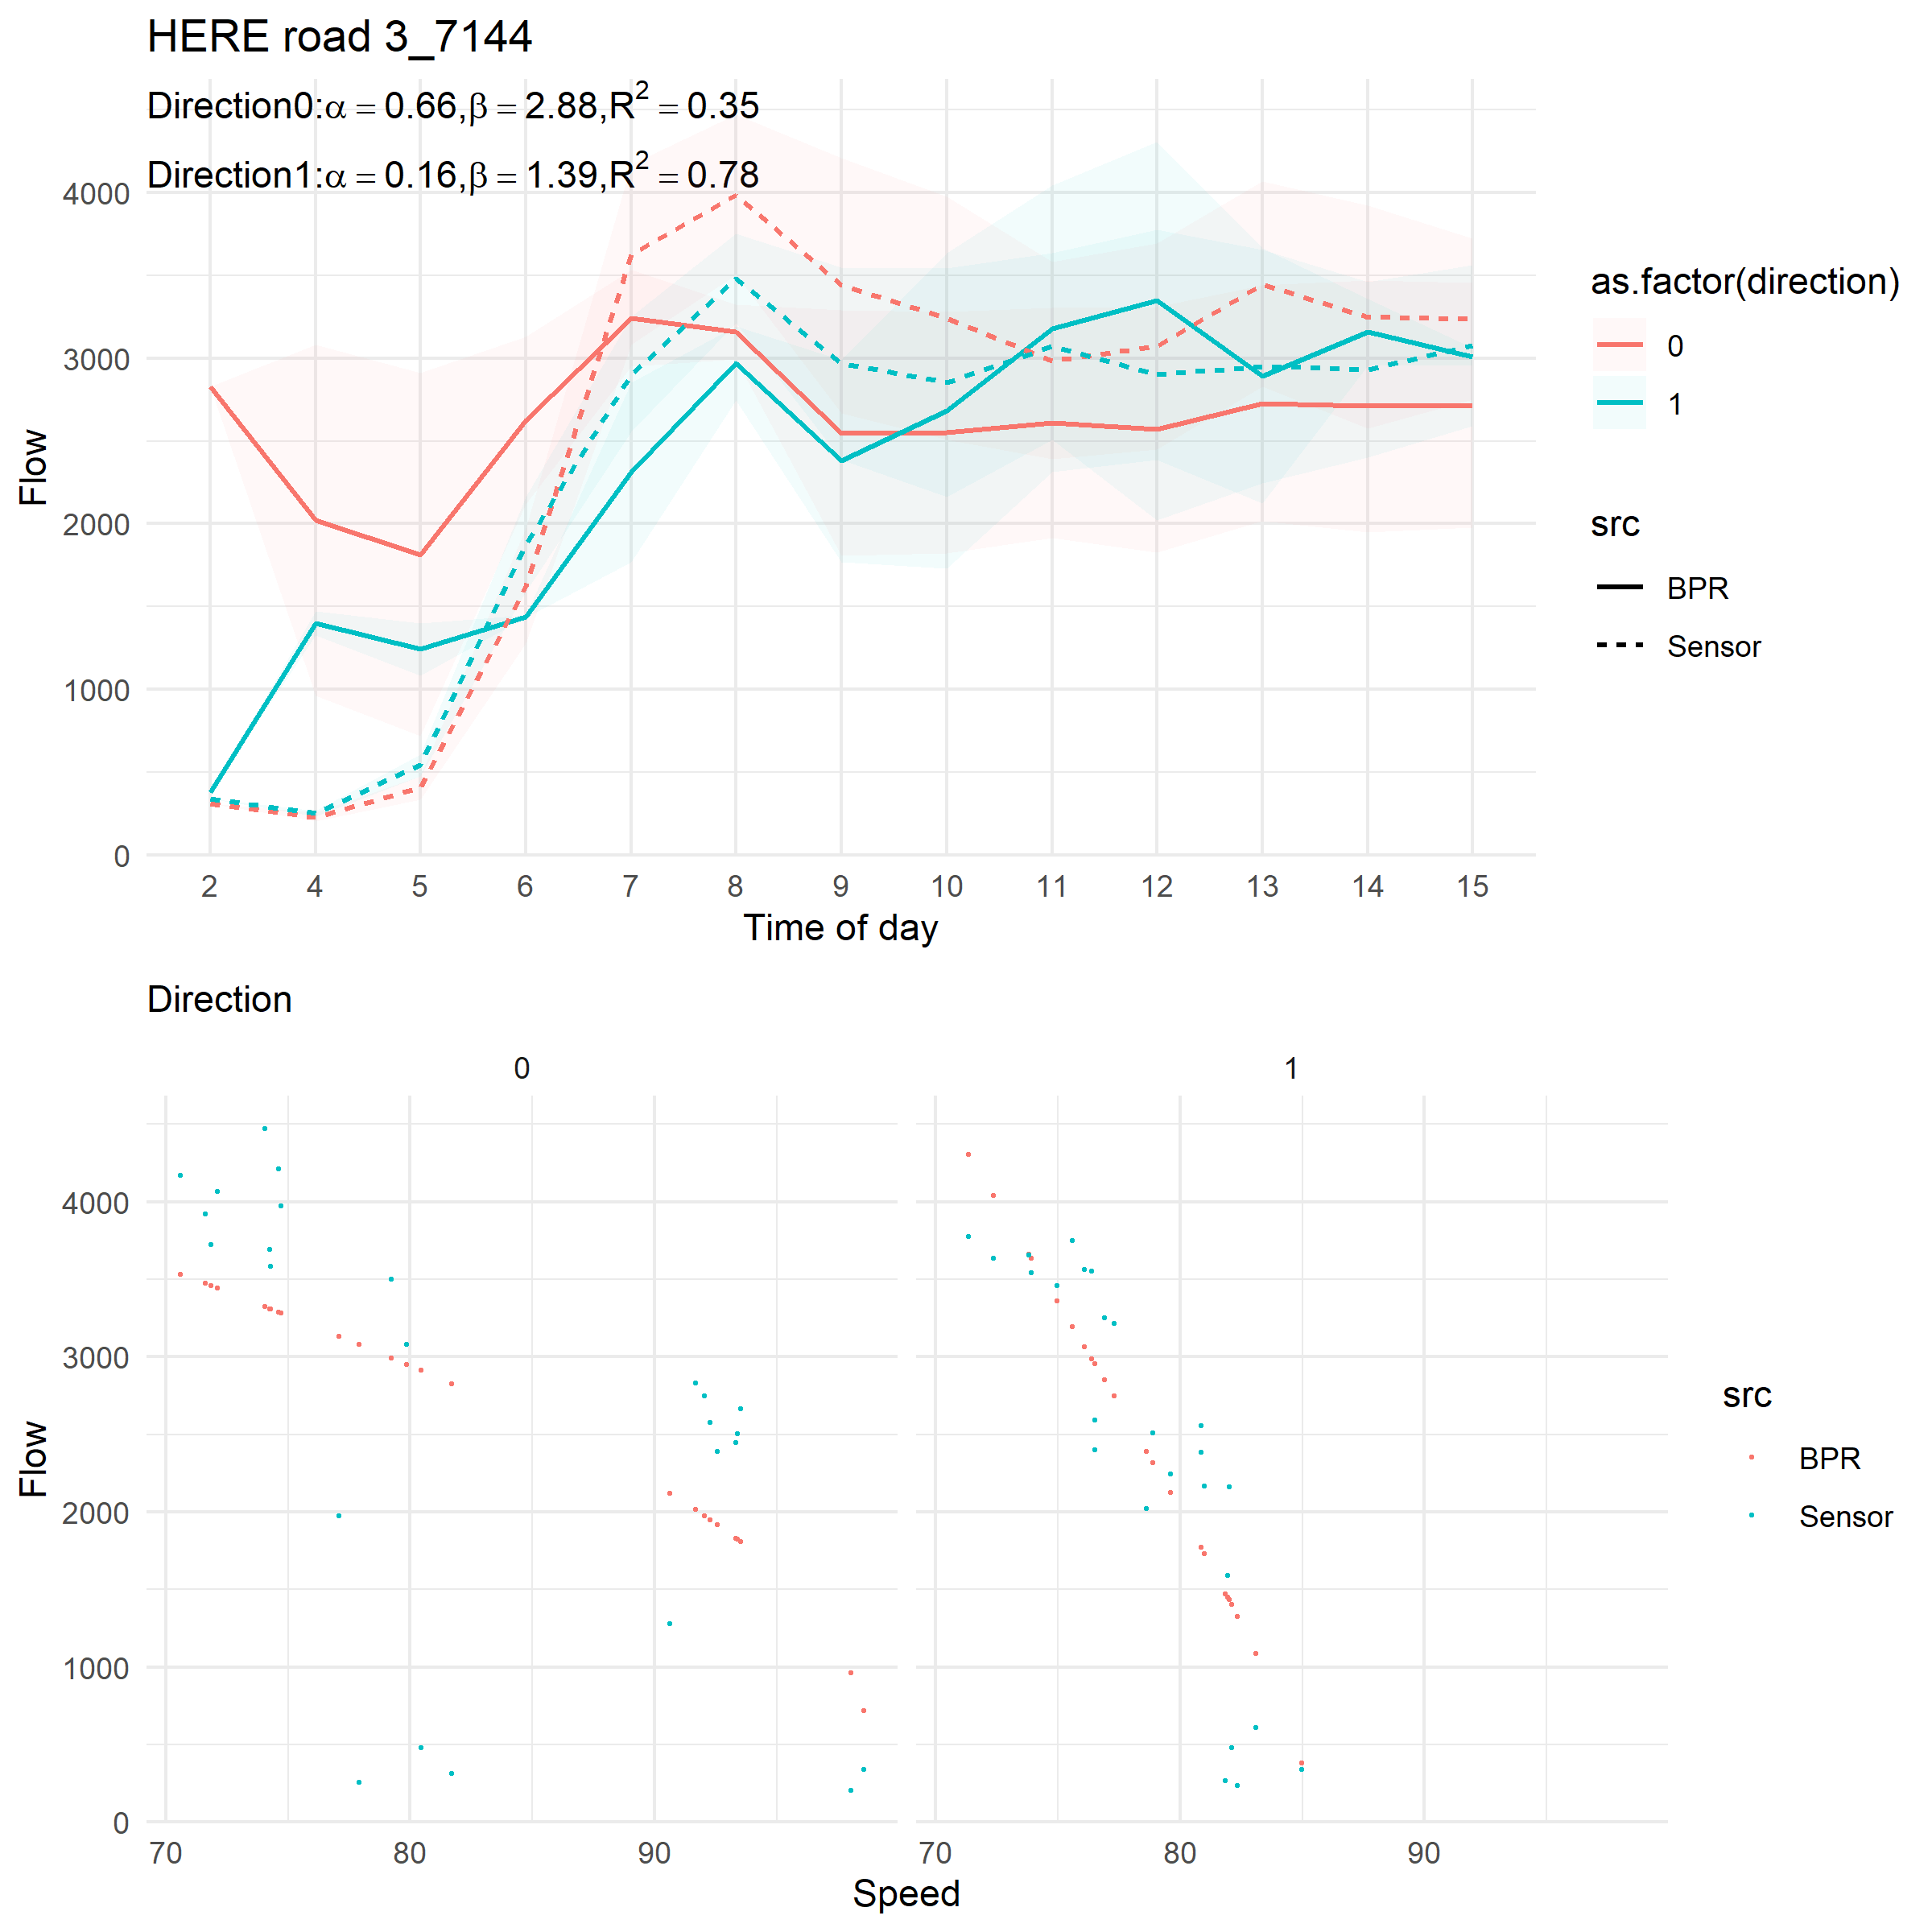 HERE road 3_7144
Direction0:α = 0.66,β = 2.88,R² = 0.35
Direction1:α = 0.16,β = 1.39,R² = 0.78
4000
3000
2000
1000
0
Flow
2 4 5 6 7 8 9 10 11 12 13 14 15
Time of day
as.factor(direction)
0
1
src
BPR
Sensor
Direction
0 1
4000
3000
2000
1000
0
Flow
70 80 90 70 80 90
Speed
src
BPR
Sensor